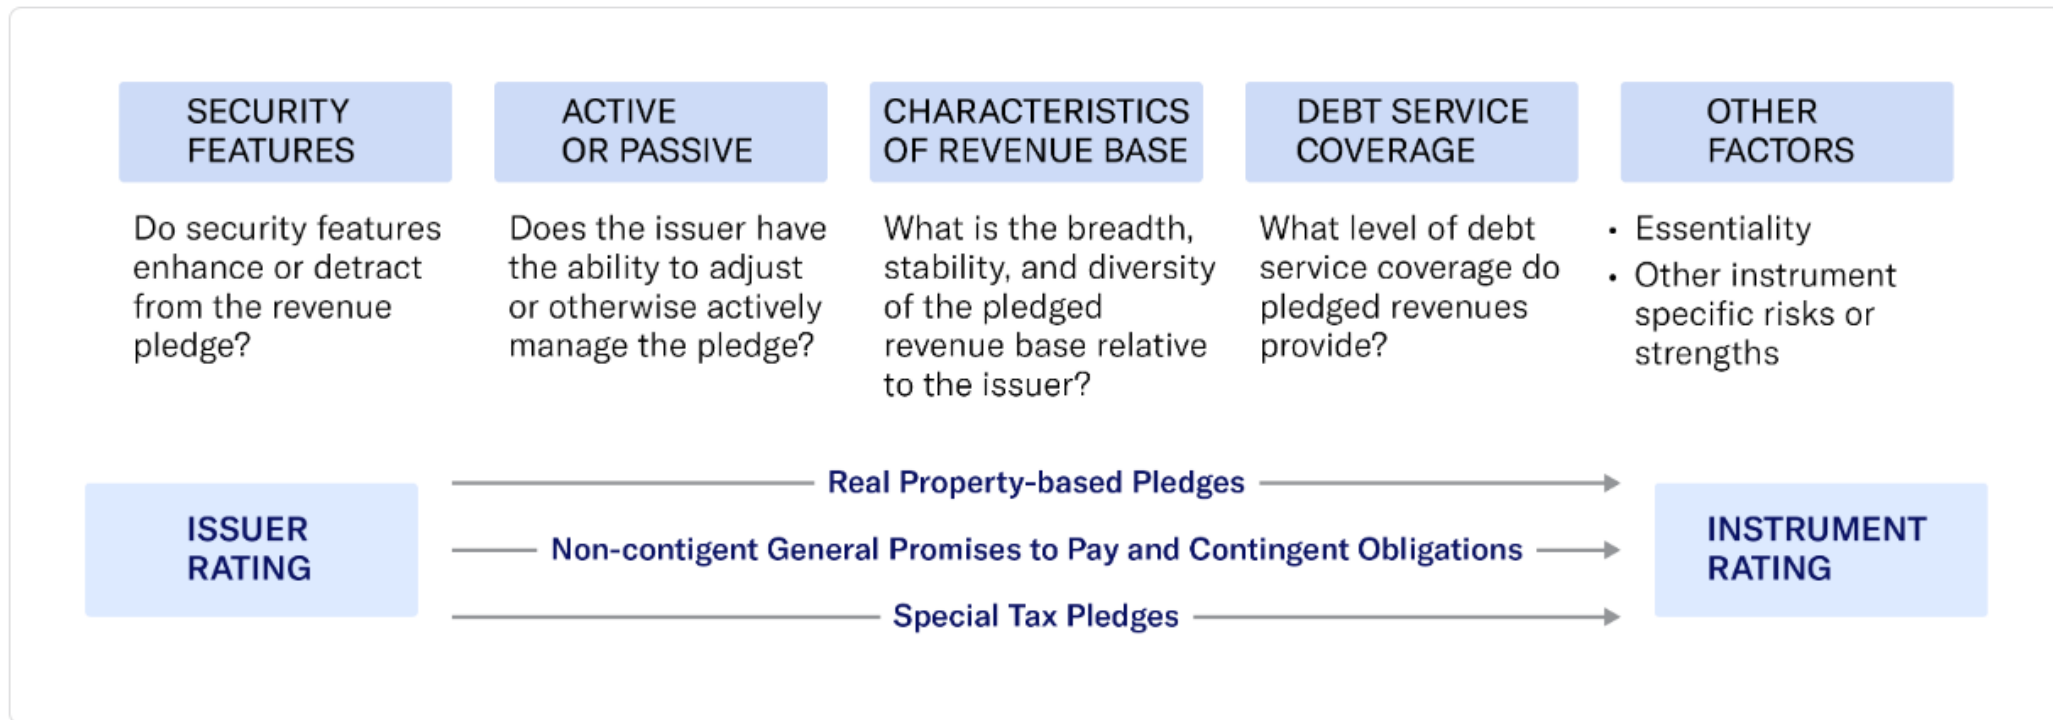 SECURITY
FEATURES
Do security features
enhance or detract
from the revenue
pledge?
ACTIVE
OR PASSIVE
Does the issuer have
the ability to adjust
or otherwise actively
manage the pledge?
CHARACTERISTICS
OF REVENUE BASE
What is the breadth,
stability, and diversity
of the pledged
revenue base relative
to the issuer?
DEBT SERVICE
COVERAGE
What level of debt
service coverage do
pledged revenues
provide?
OTHER
FACTORS
• Essentiality
• Other instrument
specific risks or
strengths
ISSUER
RATING
Real Property-based Pledges
Non-contigent General Promises to Pay and Contingent Obligations
Special Tax Pledges
INSTRUMENT
RATING